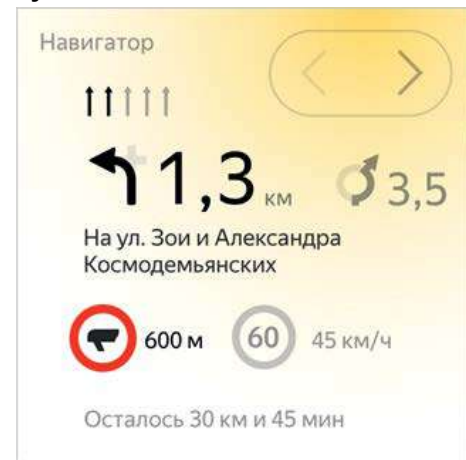 Навигатор
1,3 км
3,5
На ул. Зои и Александра
Космодемьянских
600 м
60
45 км/ч
Осталось 30 км и 45 мин